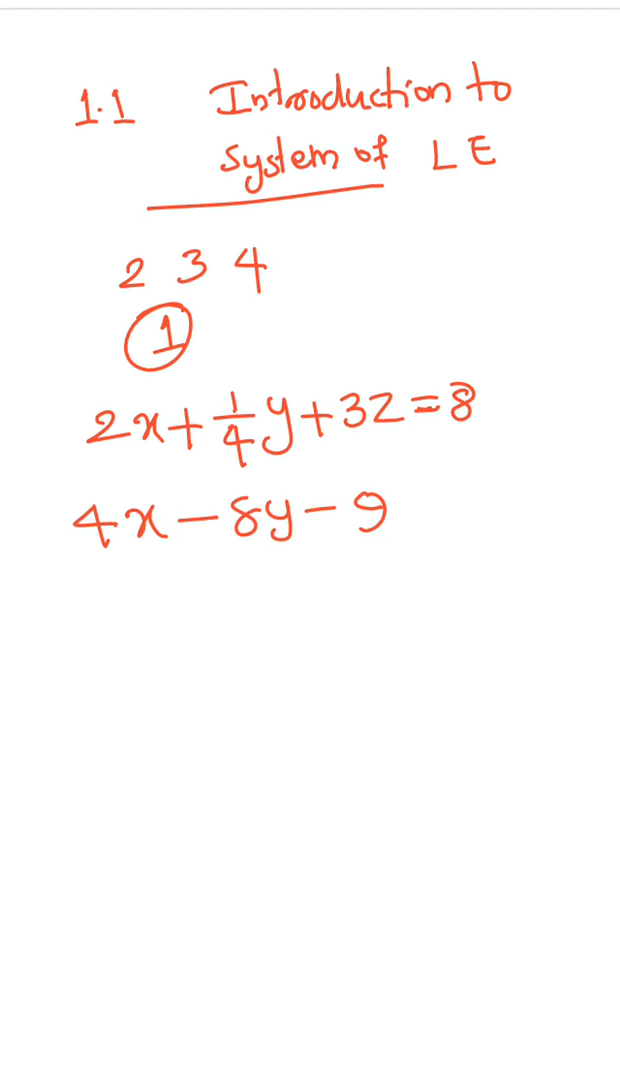 1.1 Introduction to
system of LE
2 3 4
1
2x+1/4y+3z=8
4x-8y-9